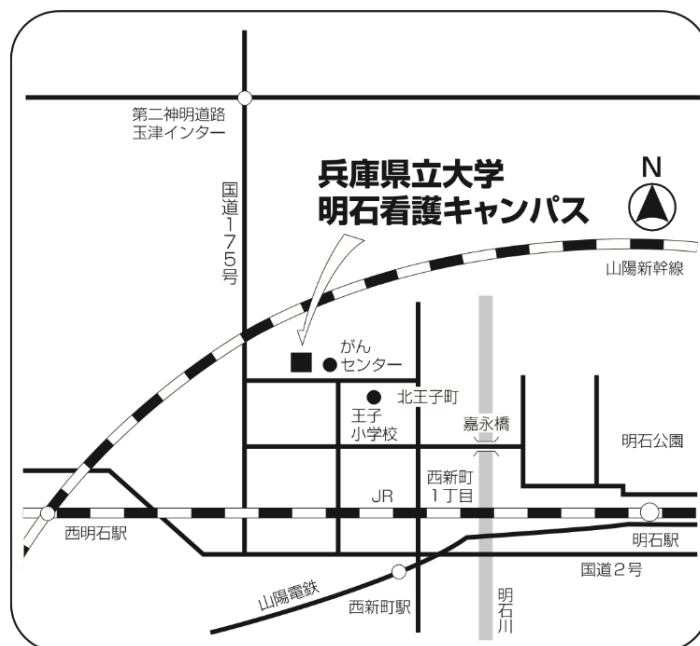 第二神明道路
玉津インター
国道175号
兵庫県立大学
明石看護キャンパス
N
山陽新幹線
がん
センター
北王子町
王子
小学校
嘉永橋
明石公園
西新町
1丁目
JR
西明石駅
明石駅
国道2号
山陽電鉄
西新町駅
明石川